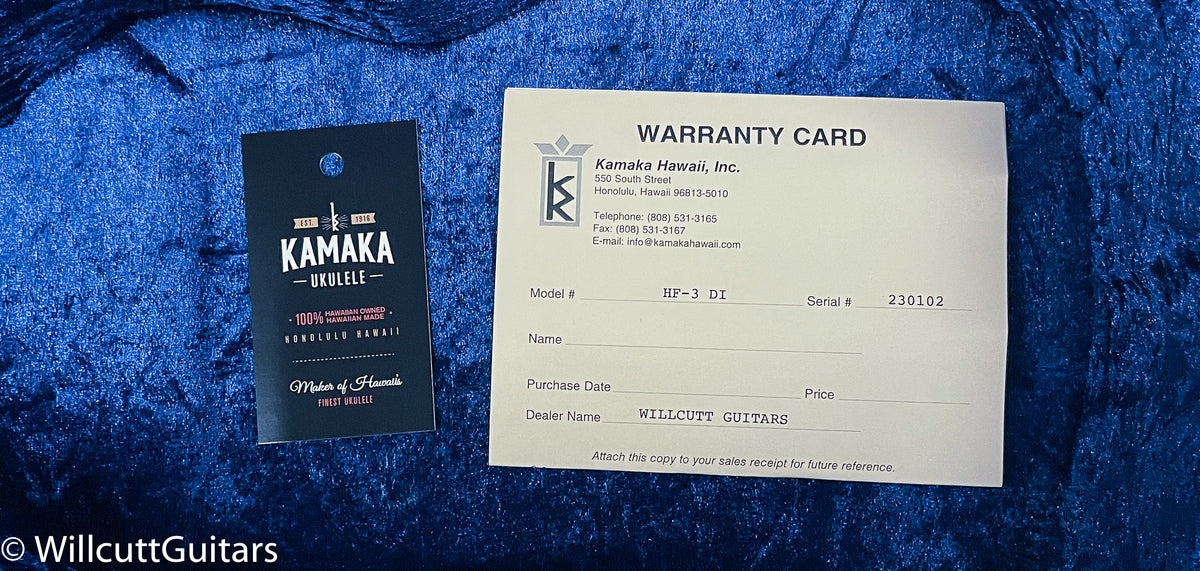 EST. 1916
KAMAKA
UKULELE
100% HAWAIIAN OWNED
HAWAIIAN MADE
HONOLULU HAWAII
Maker of Hawaii's
FINEST UKULELE
WARRANTY CARD
Kamaka Hawaii, Inc.
550 South Street
Honolulu, Hawaii 96813-5010
Telephone: (808) 531-3165
Fax: (808) 531-3167
E-mail: info@kamakahawaii.com
Model # HF-3 DI Serial # 230102
Name
Purchase Date Price
Dealer Name WILLCUTT GUITARS
Attach this copy to your sales receipt for future reference.
© WillcuttGuitars